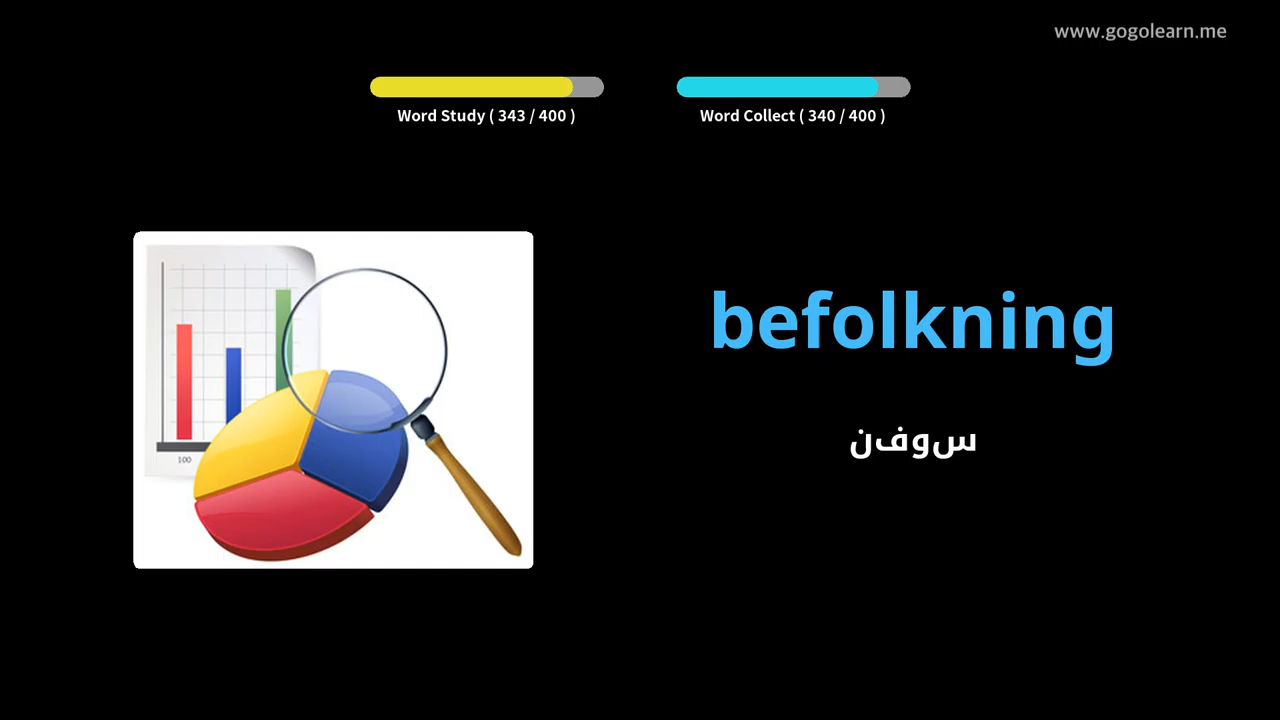 www.gogolearn.me
Word Study ( 343 / 400 )
Word Collect ( 340 / 400 )
100
befolkning
سوفن